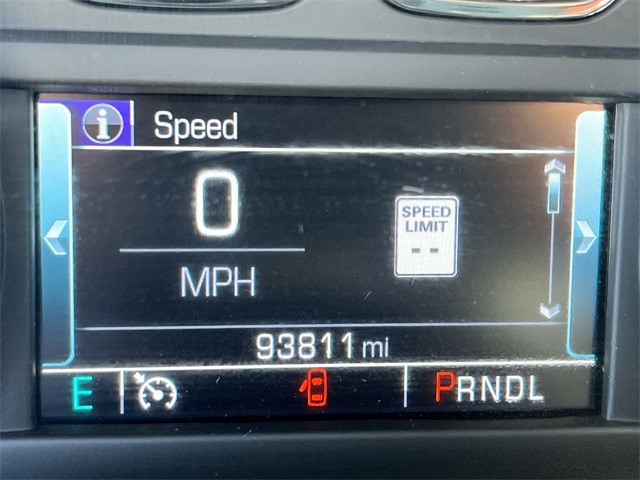 i Speed
0
MPH
SPEED
LIMIT
--
93811 mi
E PRNDL